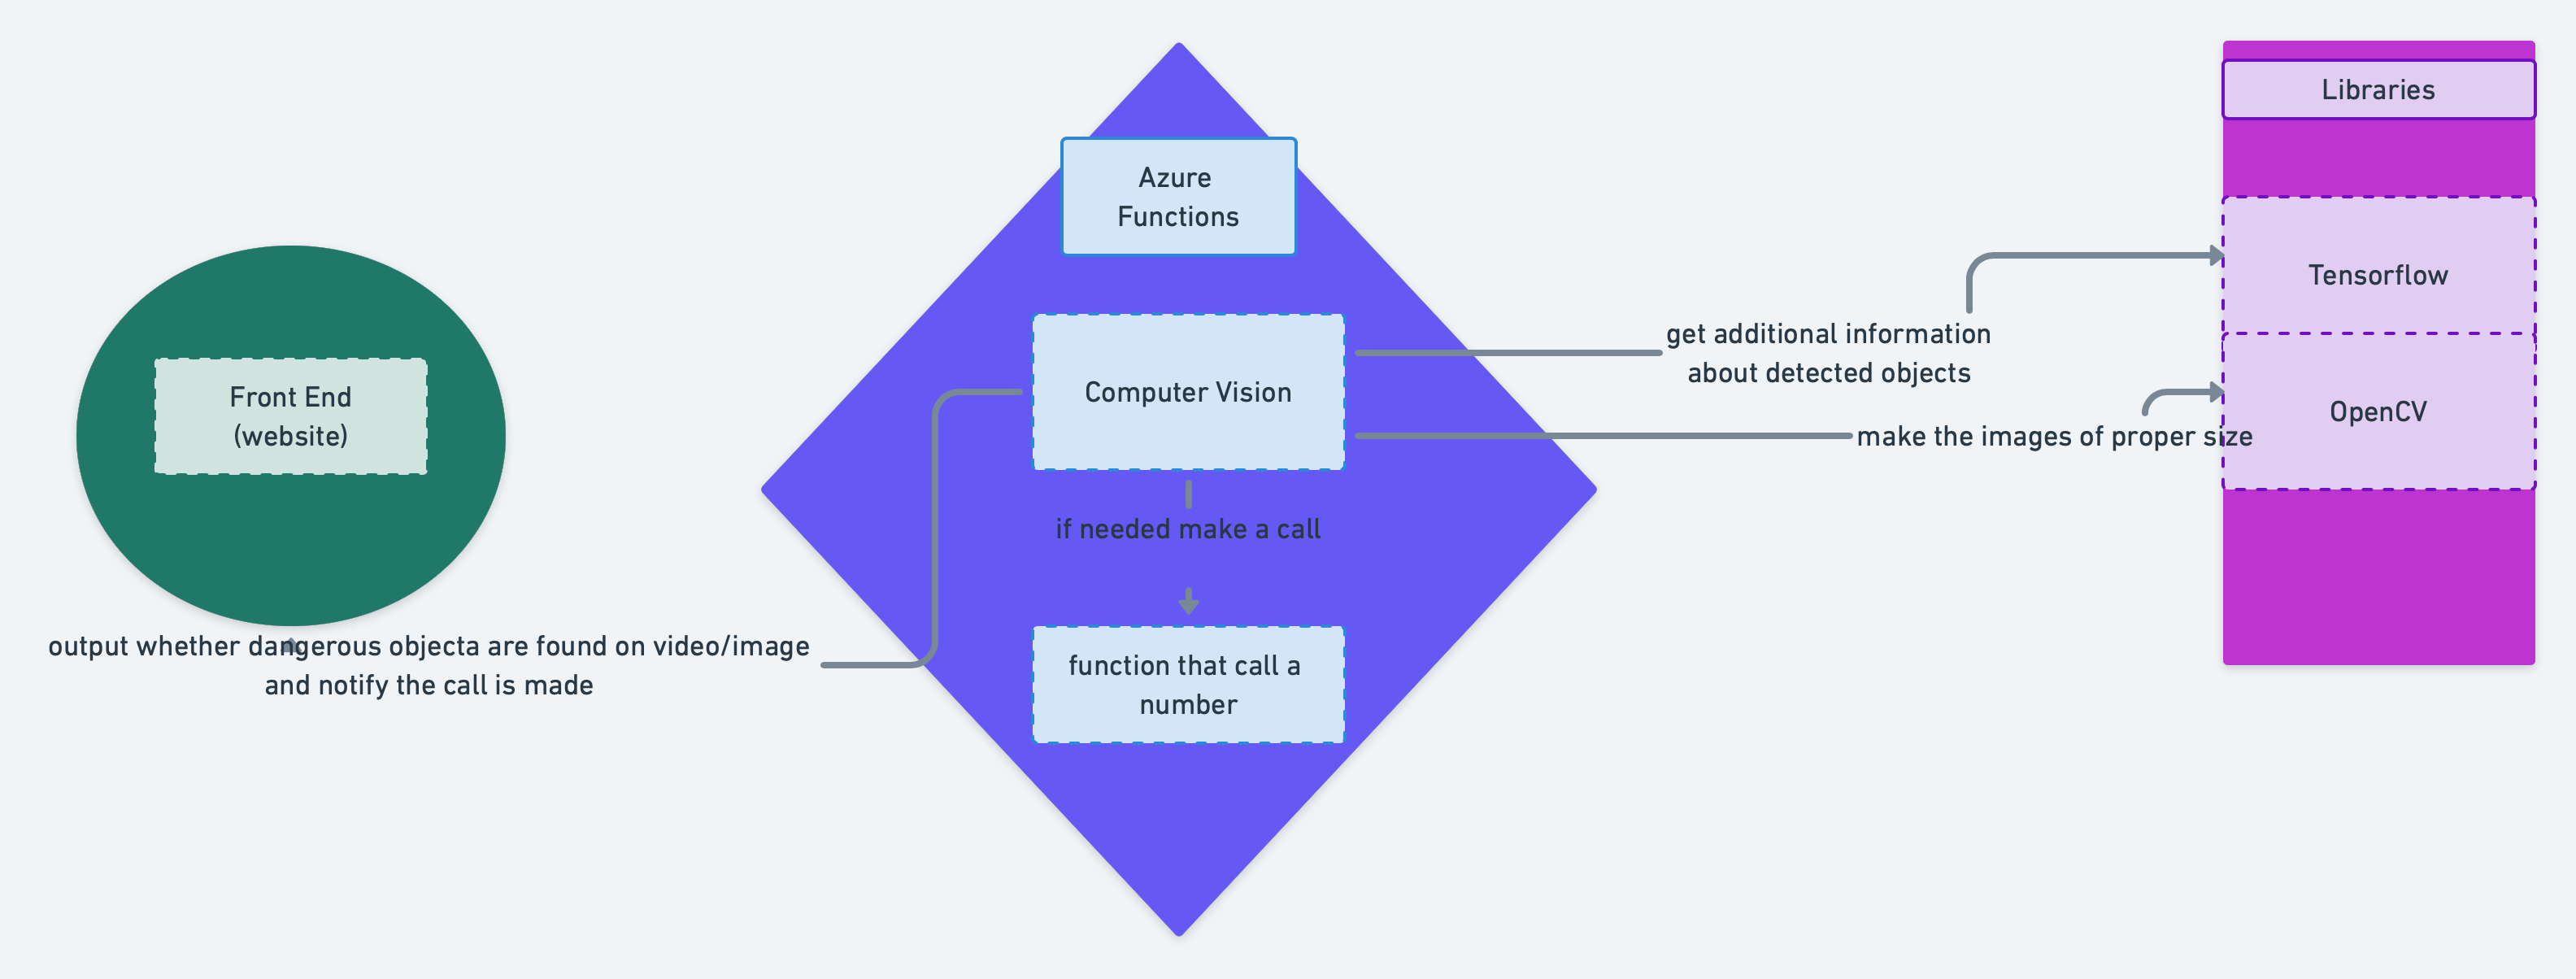 Front End
(website)
output whether dangerous objecta are found on video/image
and notify the call is made
Azure
Functions
Computer Vision
if needed make a call
function that call a
number
get additional information
about detected objects
make the images of proper size
Libraries
Tensorflow
OpenCV